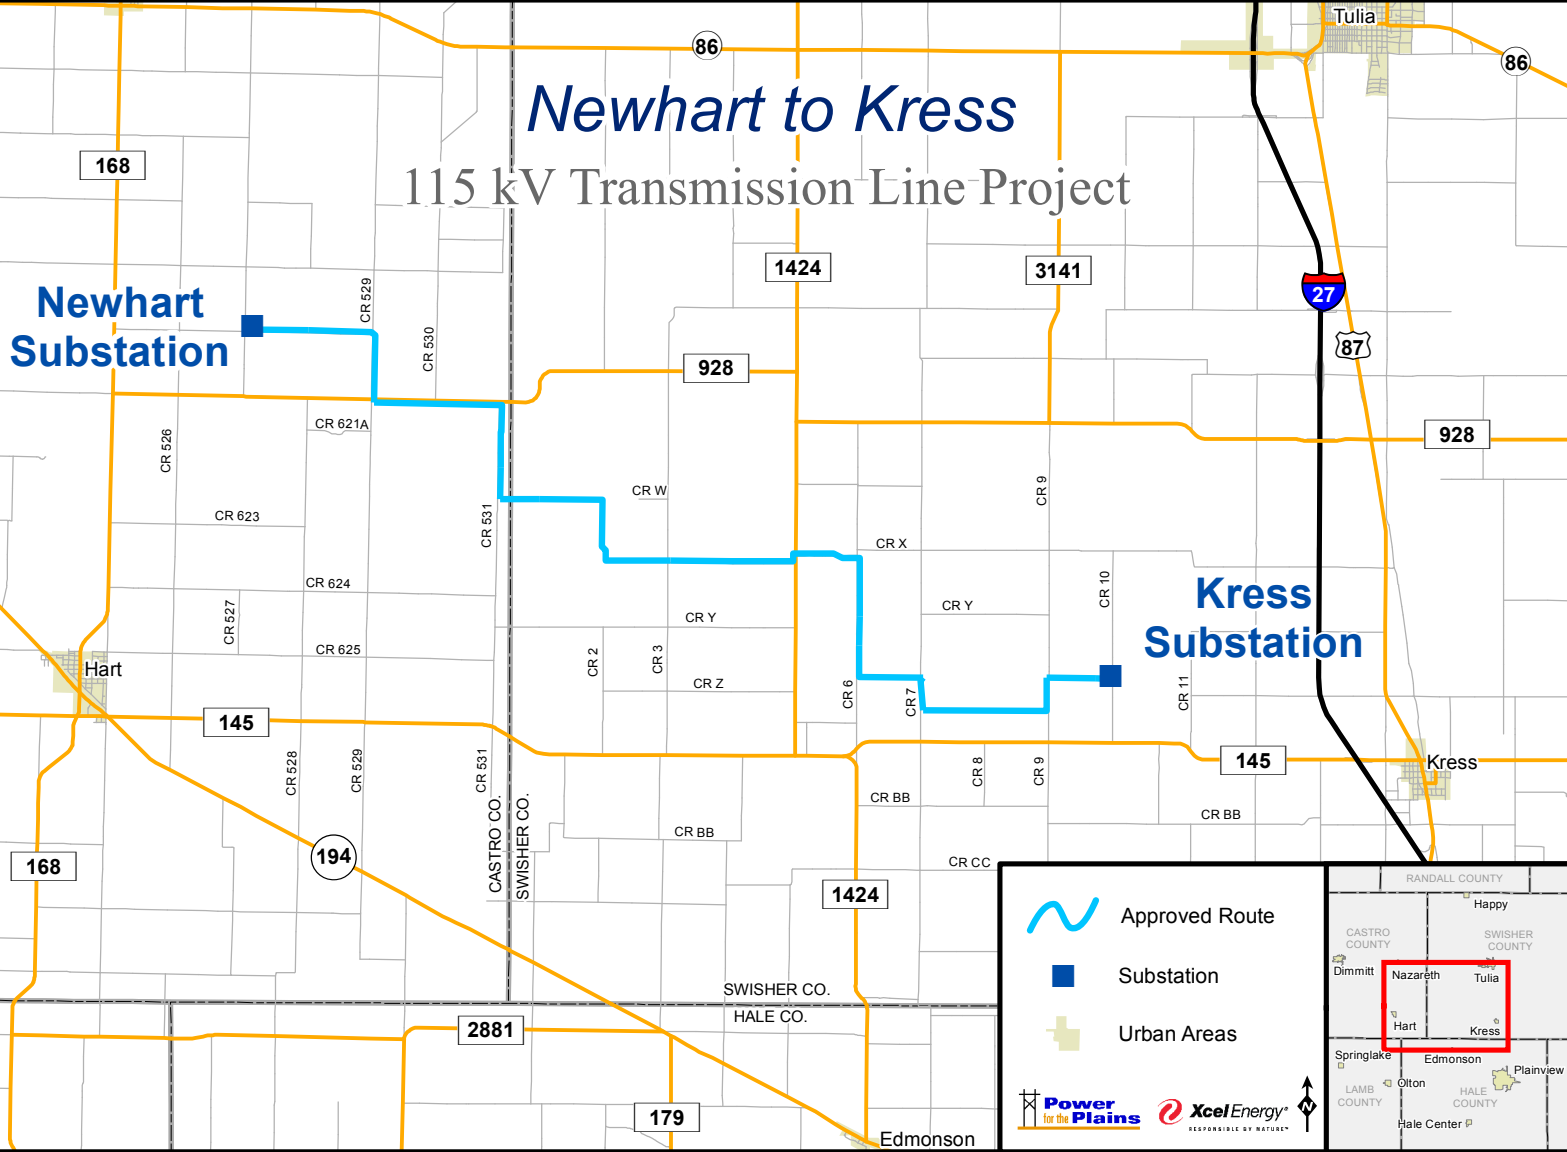 Tulia
86
86
Newhart to Kress
168
115 kV Transmission Line Project
1424
3141
27
Newhart
Substation
CR 529
CR 530
87
928
CR 621A
928
CR 526
CR W
CR 9
CR 623
CR 531
CR X
CR 624
CR 10
Kress
Substation
CR 527
CR Y
CR Y
CR 625
CR 2
CR 3
Hart
CR Z
CR 6
CR 7
CR 11
145
CR 528
CR 529
CR 531
CR 8
CR 9
145
Kress
CASTRO CO.
SWISHER CO.
CR BB
CR BB
CR BB
194
168
CR CC
1424
SWISHER CO.
HALE CO.
2881
179
Edmonson
Approved Route
Substation
Urban Areas
Power
for the Plains
Xcel Energy®
RESPONSIBLE BY NATURE™
N
RANDALL COUNTY
Happy
CASTRO
COUNTY
SWISHER
COUNTY
Dimmitt
Nazareth
Tulia
Hart
Kress
Springlake
Edmonson
Plainview
Olton
LAMB
COUNTY
HALE
COUNTY
Hale Center